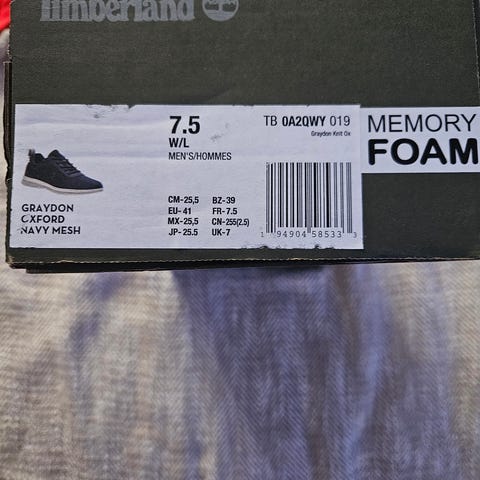 Timberland
7.5
W/L
MEN'S/HOMMES
TB 0A2QWY 019
Graydon Knit Ox
MEMORY
FOAM
GRAYDON
OXFORD
NAVY MESH
CM-25,5 BZ-39
EU- 41 FR-7.5
MX-25,5 CN-255(2.5)
JP- 25.5 UK-7
1 94904 58533 3